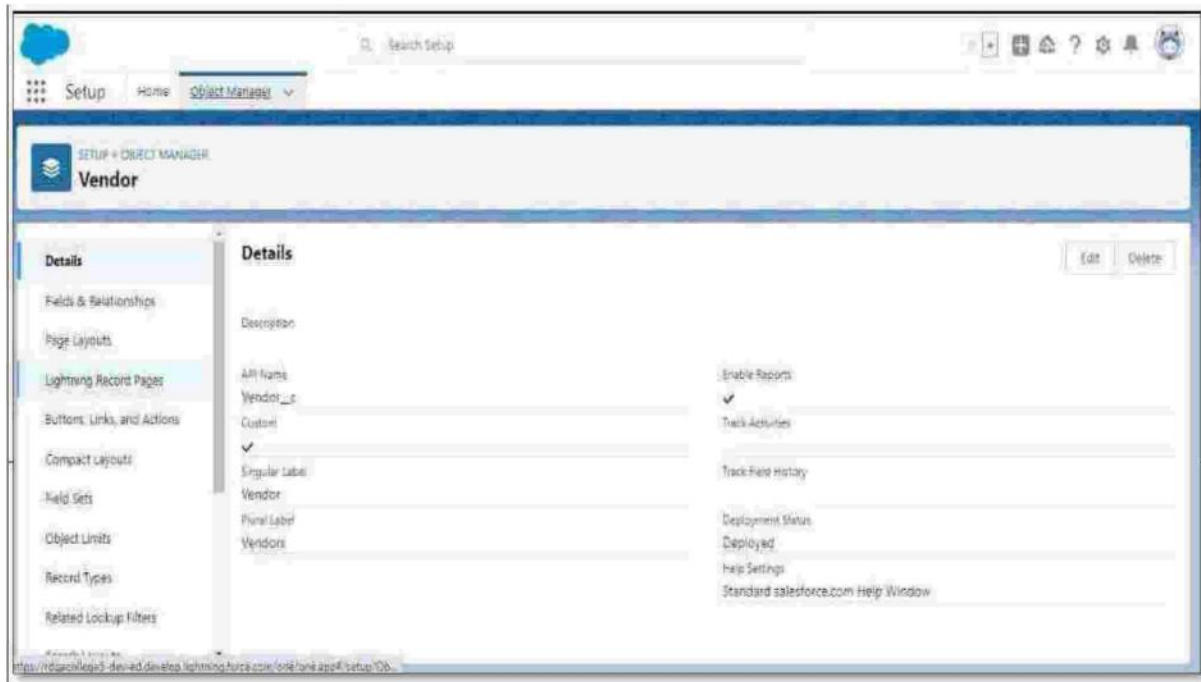 Search Setup
Setup Home Object Manager
SETUP > OBJECT MANAGER
Vendor
Details
Fields & Relationships
Page Layouts
Lightning Record Pages
Buttons, Links, and Actions
Compact Layouts
Field Sets
Object Limits
Record Types
Related Lookup Filters
Search Layouts
Details
Edit Delete
Description
API Name
Vendor__c
Custom
Singular Label
Vendor
Plural Label
Vendors
Enable Reports
Track Activities
Track Field History
Deployment Status
Deployed
Help Settings
Standard salesforce.com Help Window